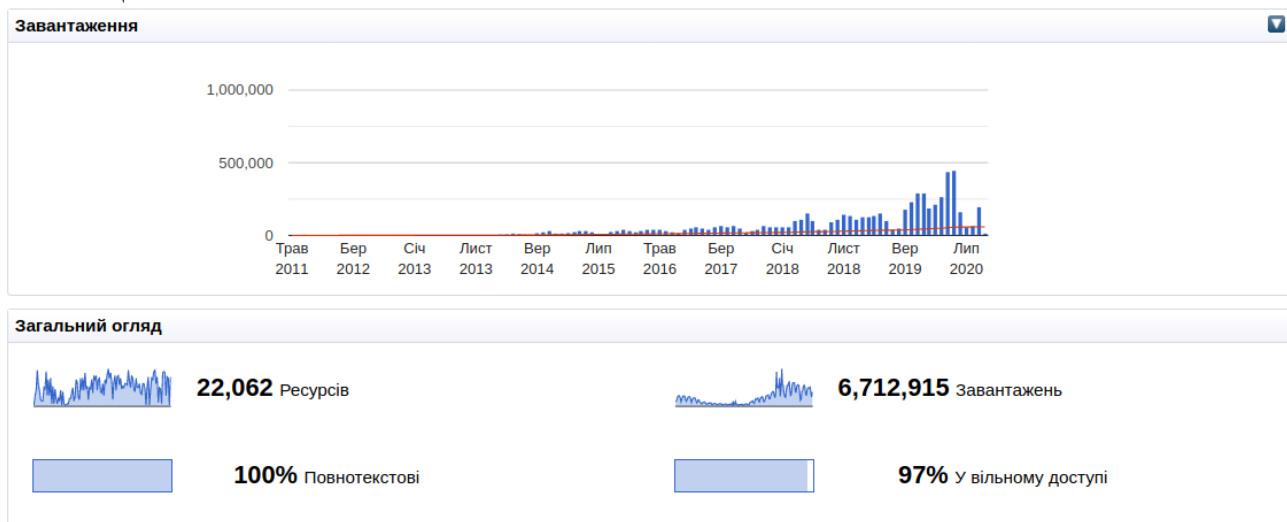 Завантаження
1,000,000
500,000
0
Трав Бер Січ Лист Вер Лип Трав Бер Січ Лист Вер Лип
2011 2012 2013 2013 2014 2015 2016 2017 2018 2018 2019 2020
Загальний огляд
22,062 Ресурсів 6,712,915 Завантажень
100% Повнотекстові 97% У вільному доступі